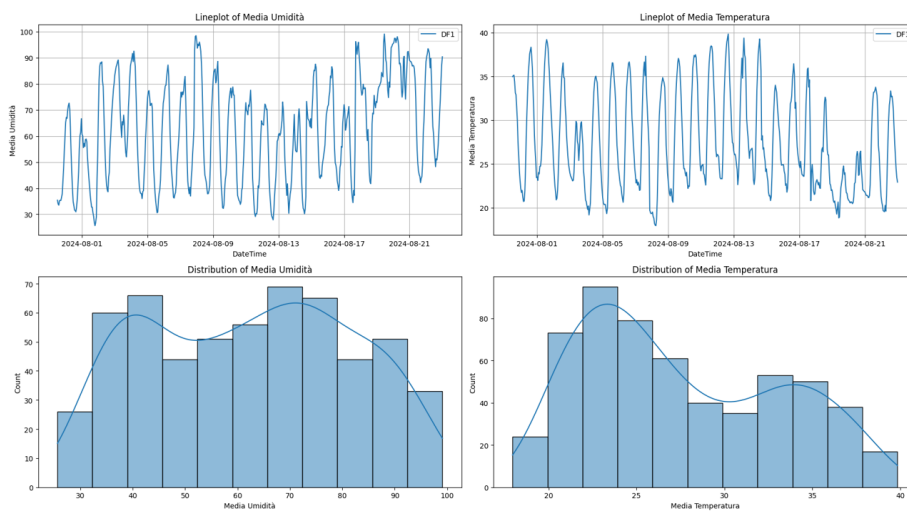 Lineplot of Media Umidità
DF1
100
90
80
70
60
50
40
30
Media Umidità
2024-08-01 2024-08-05 2024-08-09 2024-08-13 2024-08-17 2024-08-21
DateTime
Lineplot of Media Temperatura
DF1
40
35
30
25
20
Media Temperatura
2024-08-01 2024-08-05 2024-08-09 2024-08-13 2024-08-17 2024-08-21
DateTime
Distribution of Media Umidità
70
60
50
40
30
20
10
0
Count
30 40 50 60 70 80 90 100
Media Umidità
Distribution of Media Temperatura
80
60
40
20
0
Count
20 25 30 35 40
Media Temperatura